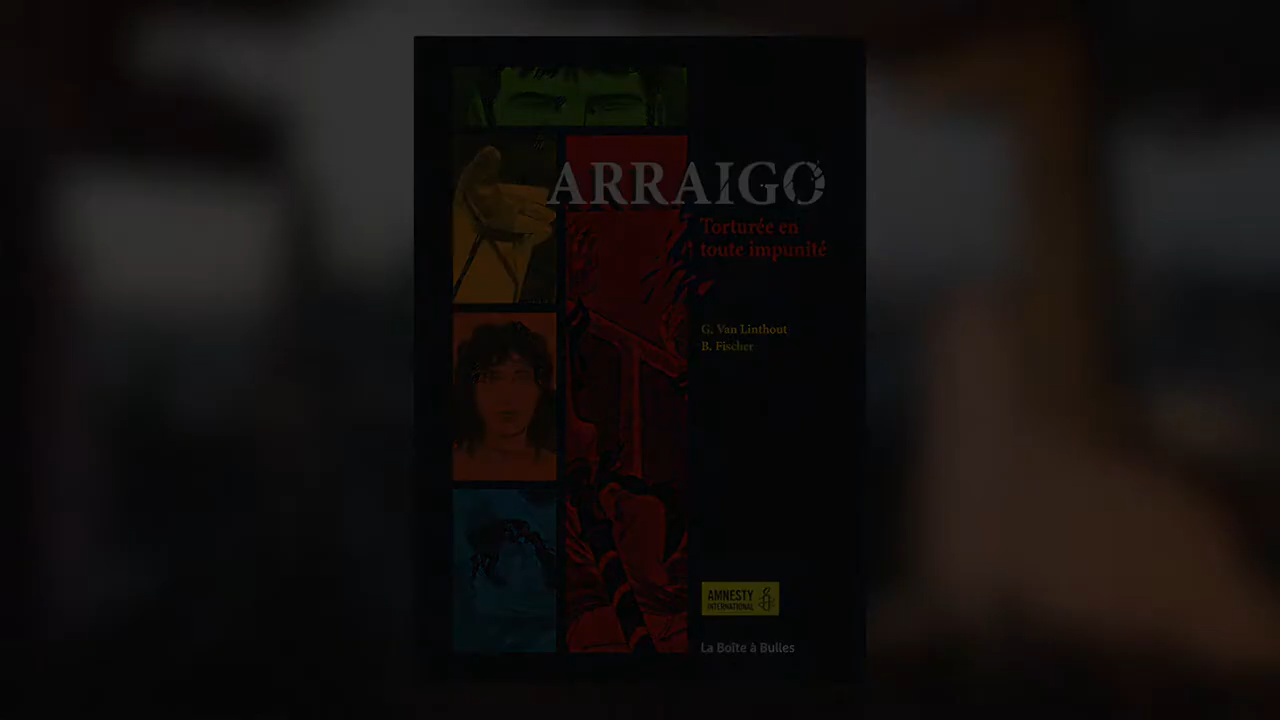 ARRAIGO
Torturée en
toute impunité
G. Van Linthout
B. Fischer
AMNESTY
INTERNATIONAL
La Boîte à Bulles